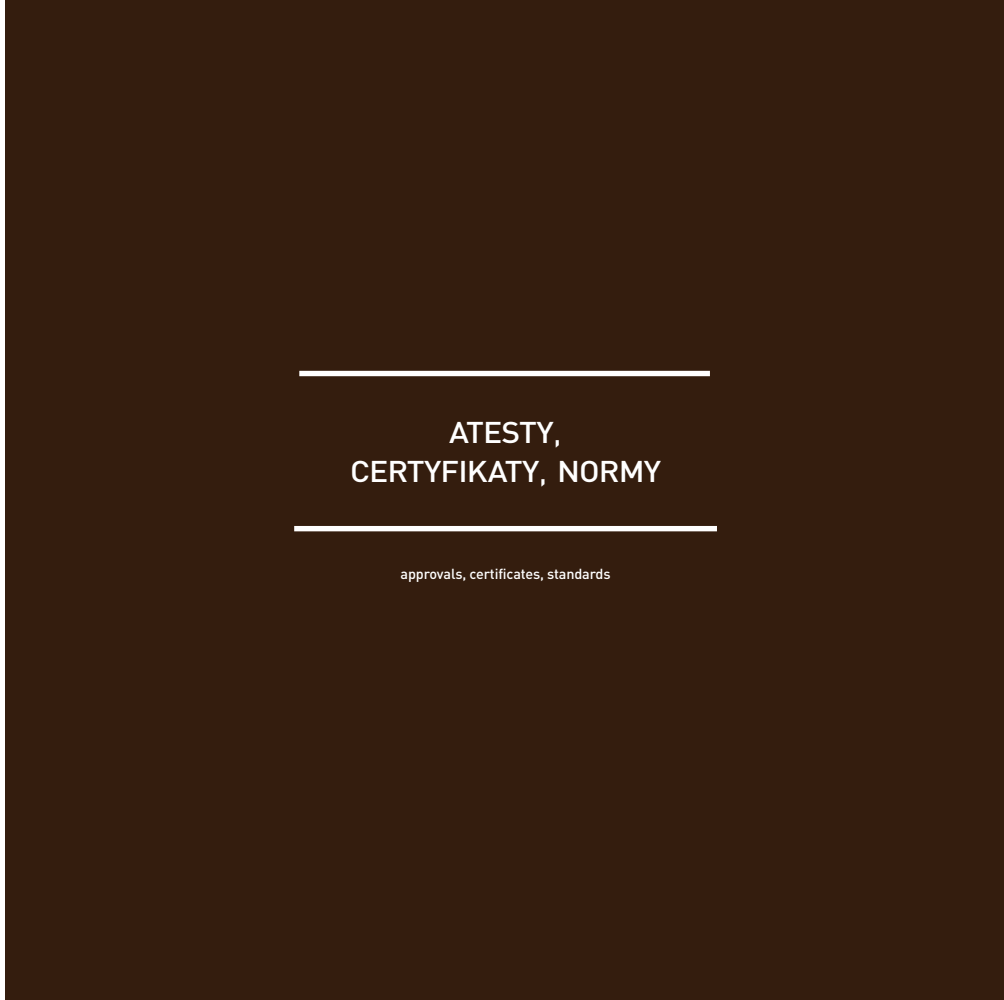 ATESTY,
CERTYFIKATY, NORMY
approvals, certificates, standards